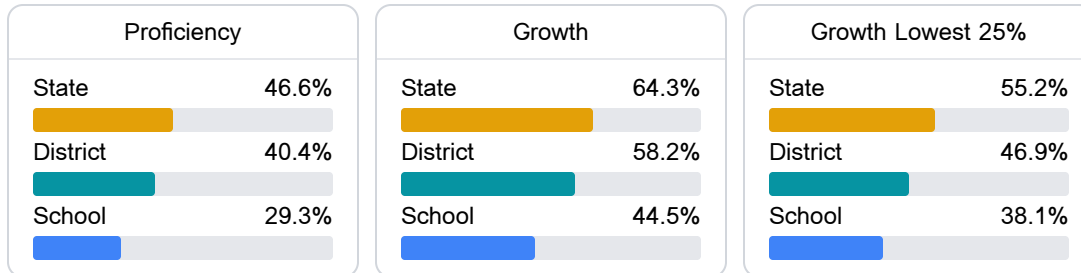 Proficiency
State 46.6%
District 40.4%
School 29.3%
Growth
State 64.3%
District 58.2%
School 44.5%
Growth Lowest 25%
State 55.2%
District 46.9%
School 38.1%